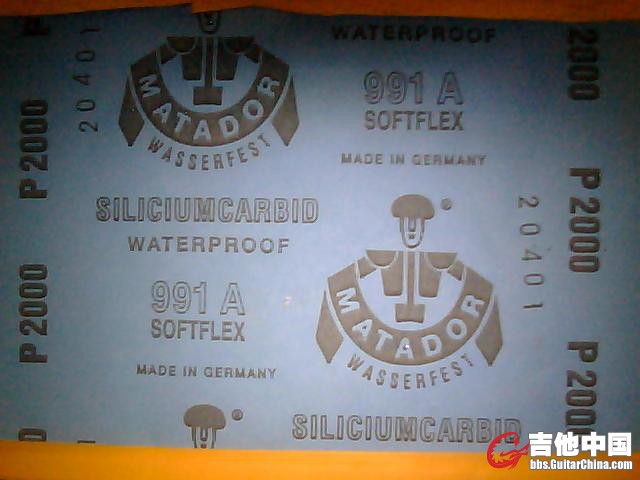 WATERPROOF
991 A
SOFTFLEX
MADE IN GERMANY
MATADOR
WASSERFEST
SILICIUMCARBID
WATERPROOF
991 A
SOFTFLEX
MADE IN GERMANY
MATADOR
WASSERFEST
SILICIUMCARBID
P 2000
P 2000
20401
2000
P 2000
P 2000
20401
吉他中国
bbs.GuitarChina.com